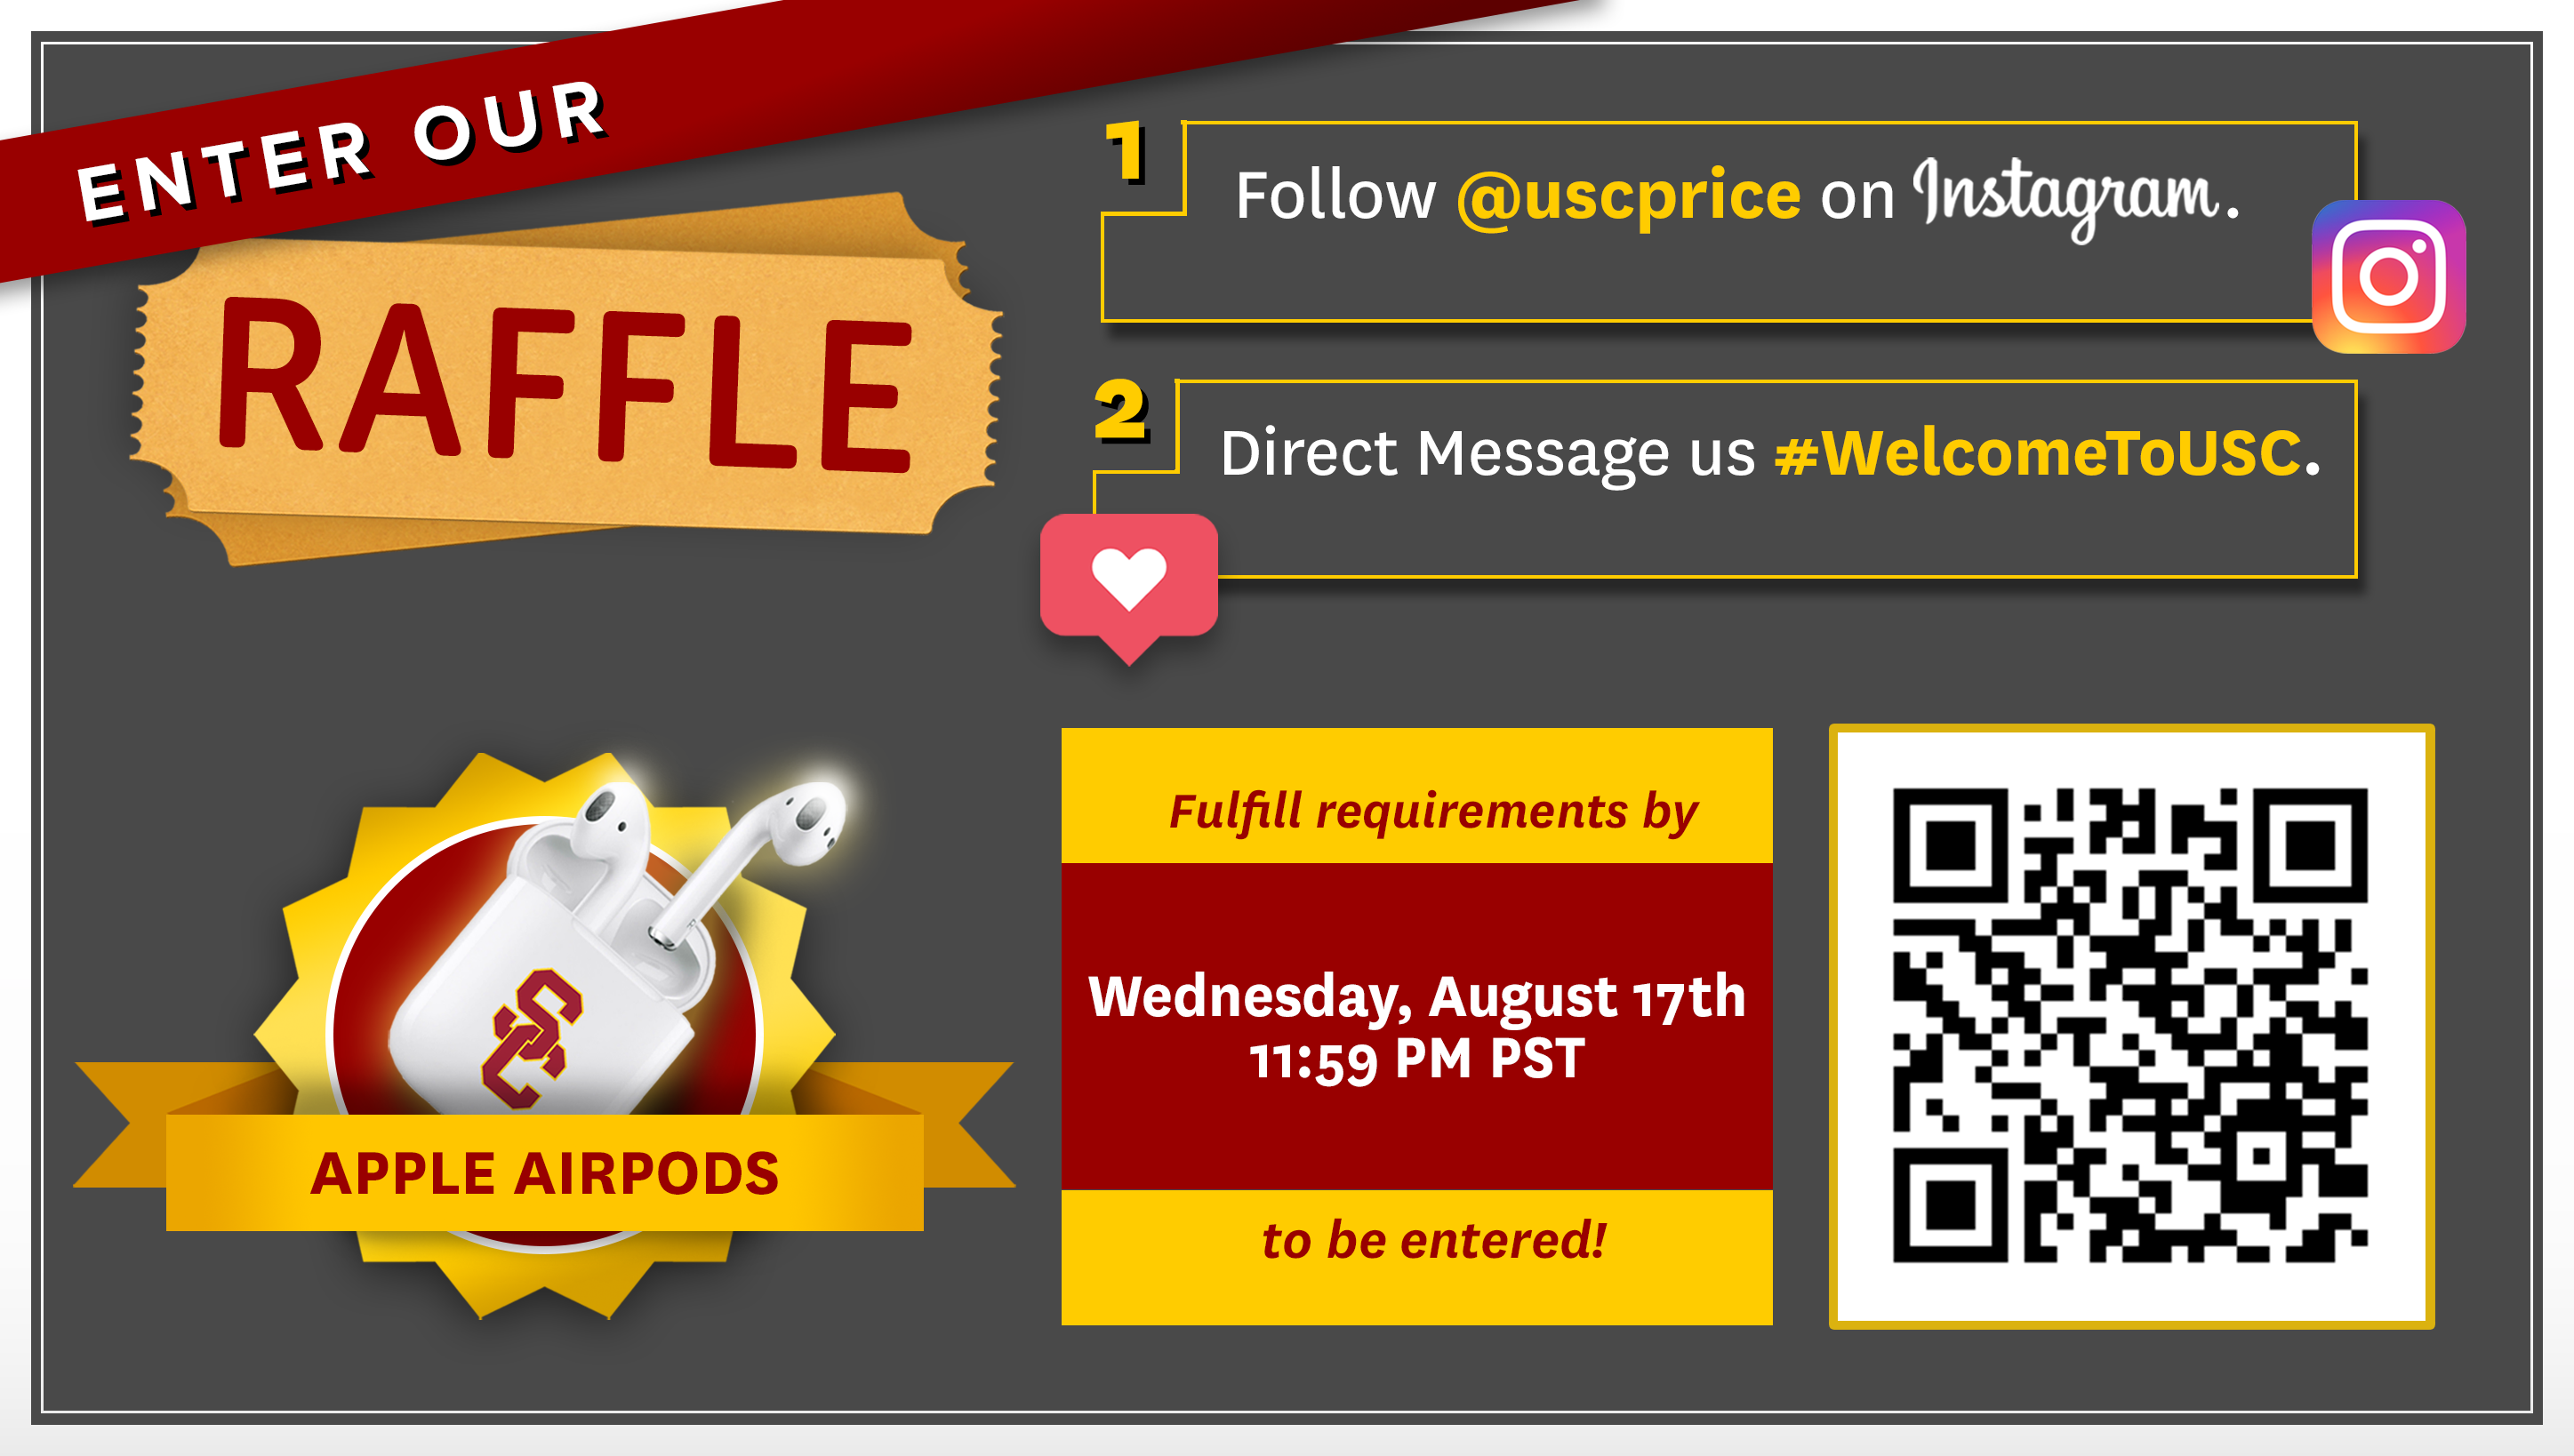 ENTER OUR
RAFFLE
1
Follow @uscprice on Instagram.
2
Direct Message us #WelcomeToUSC.
SC
APPLE AIRPODS
Fulfill requirements by
Wednesday, August 17th
11:59 PM PST
to be entered!